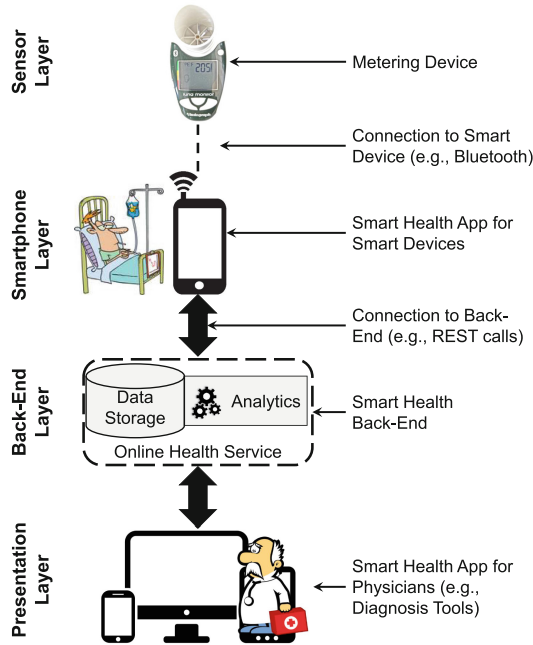 Sensor
Layer
Metering Device
Connection to Smart
Device (e.g., Bluetooth)
Smartphone
Layer
Smart Health App for
Smart Devices
Connection to Back-
End (e.g., REST calls)
Back-End
Layer
Data
Storage
Analytics
Online Health Service
Smart Health
Back-End
Presentation
Layer
Smart Health App for
Physicians (e.g.,
Diagnosis Tools)